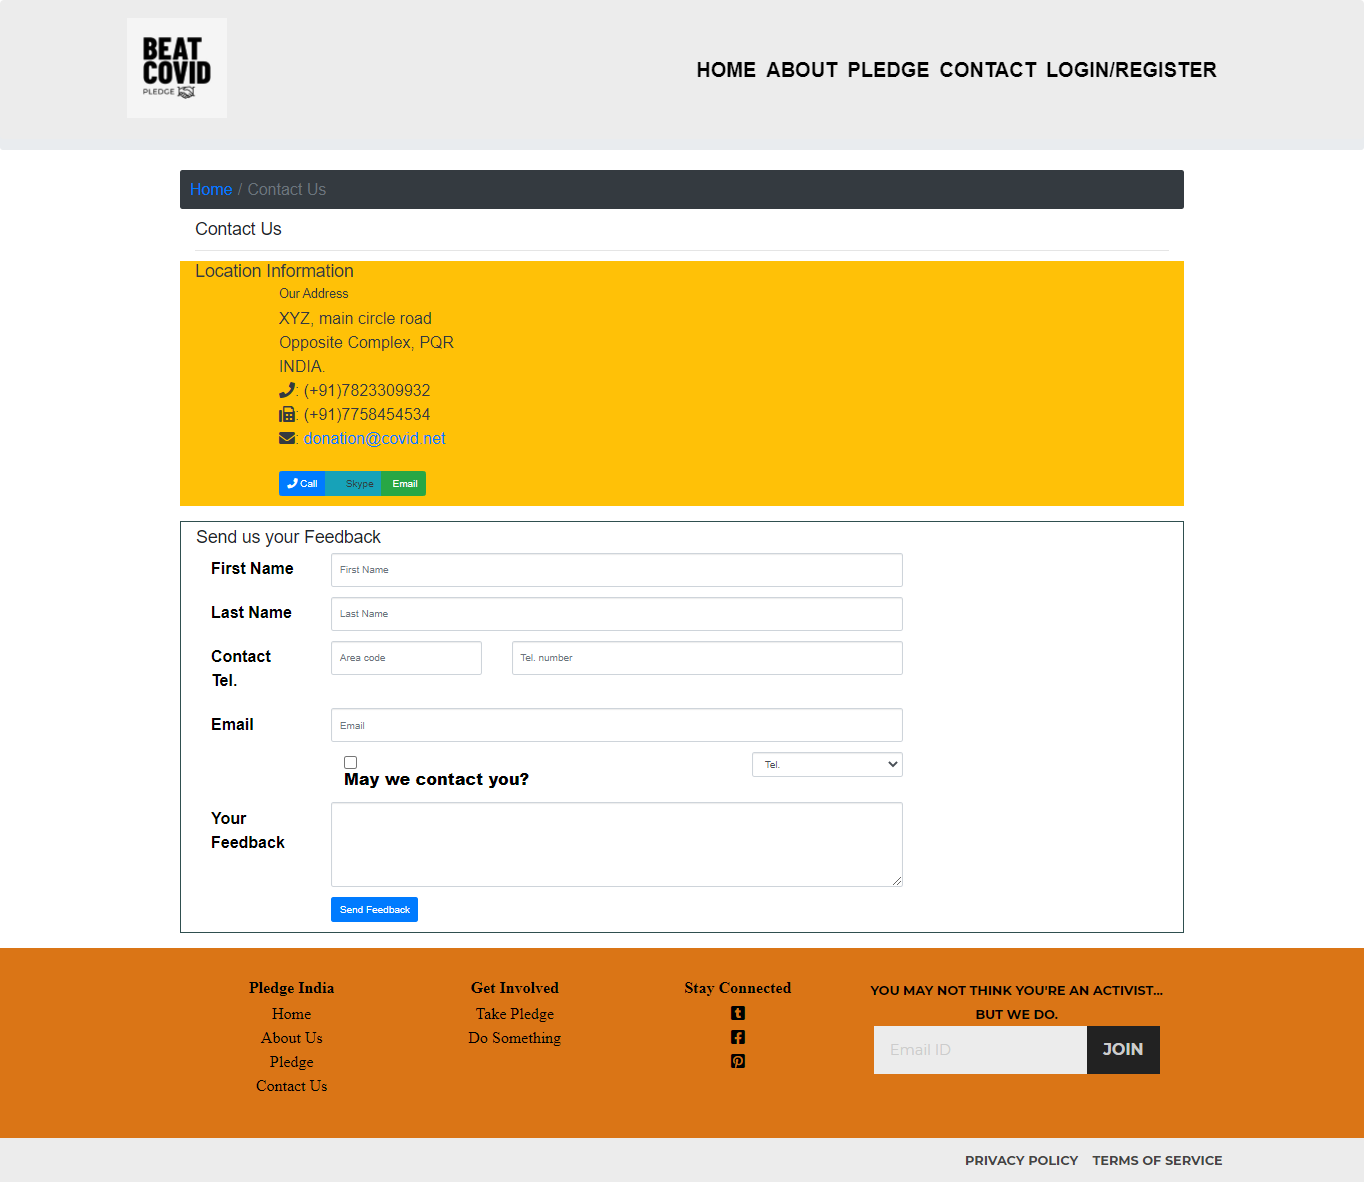 BEAT
COVID
PLEDGE
HOME ABOUT PLEDGE CONTACT LOGIN/REGISTER
Home / Contact Us
Contact Us
Location Information
Our Address
XYZ, main circle road
Opposite Complex, PQR
INDIA.
: (+91)7823309932
: (+91)7758454534
: donation@covid.net
Call Skype Email
Send us your Feedback
First Name First Name
Last Name Last Name
Contact Area code Tel. number
Tel.
Email Email
Tel.
May we contact you?
Your
Feedback
Send Feedback
Pledge India
Home
About Us
Pledge
Contact Us
Get Involved
Take Pledge
Do Something
Stay Connected
YOU MAY NOT THINK YOU'RE AN ACTIVIST...
BUT WE DO.
Email ID JOIN
PRIVACY POLICY TERMS OF SERVICE